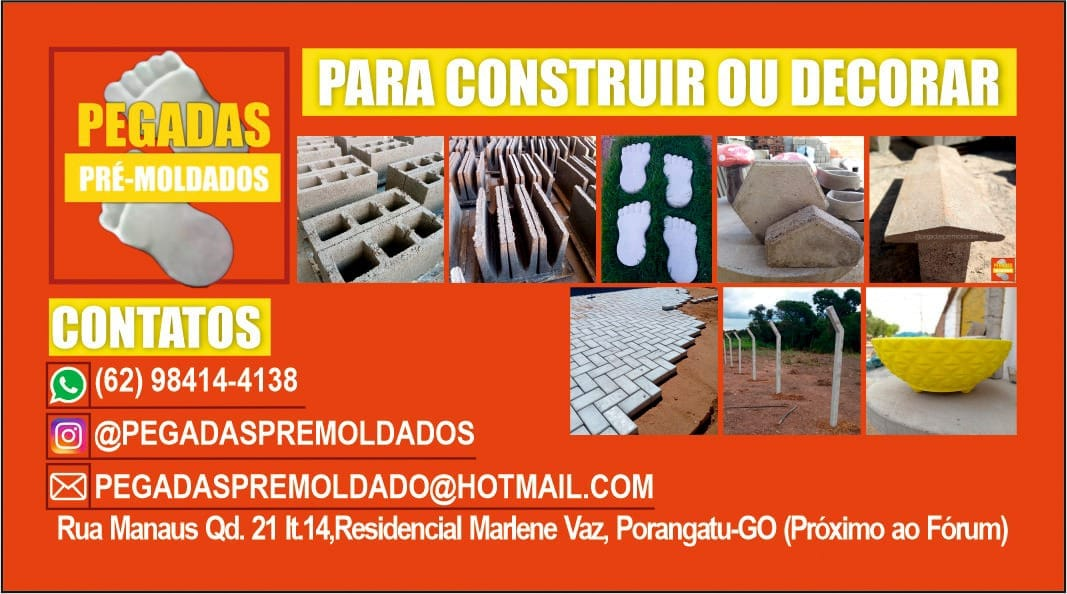 PEGADAS
PRÉ-MOLDADOS
PARA CONSTRUIR OU DECORAR
@pegadaspremoldados
CONTATOS
(62) 98414-4138
@PEGADASPREMOLDADOS
PEGADASPREMOLDADO@HOTMAIL.COM
Rua Manaus Qd. 21 lt.14,Residencial Marlene Vaz, Porangatu-GO (Próximo ao Fórum)